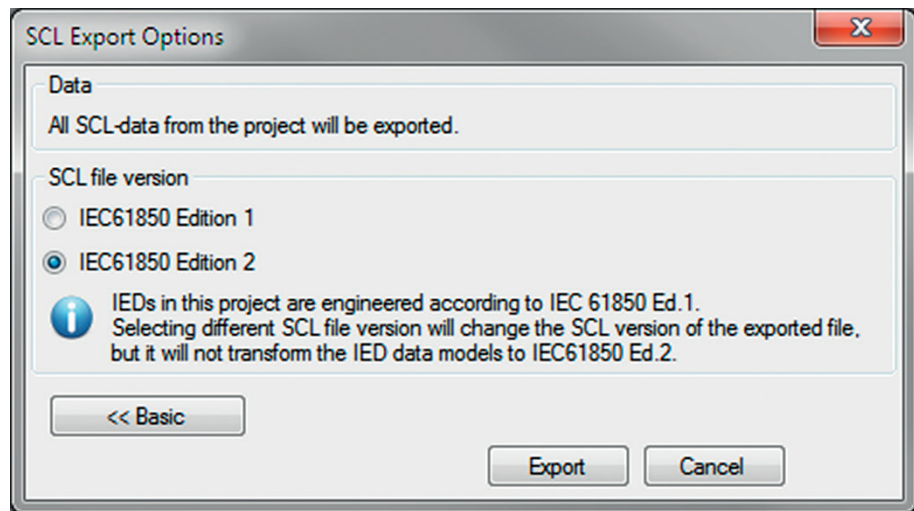 SCL Export Options
Data
All SCL-data from the project will be exported.
SCL file version
IEC61850 Edition 1
IEC61850 Edition 2
IEDs in this project are engineered according to IEC 61850 Ed.1.
Selecting different SCL file version will change the SCL version of the exported file,
but it will not transform the IED data models to IEC61850 Ed.2.
<< Basic
Export Cancel